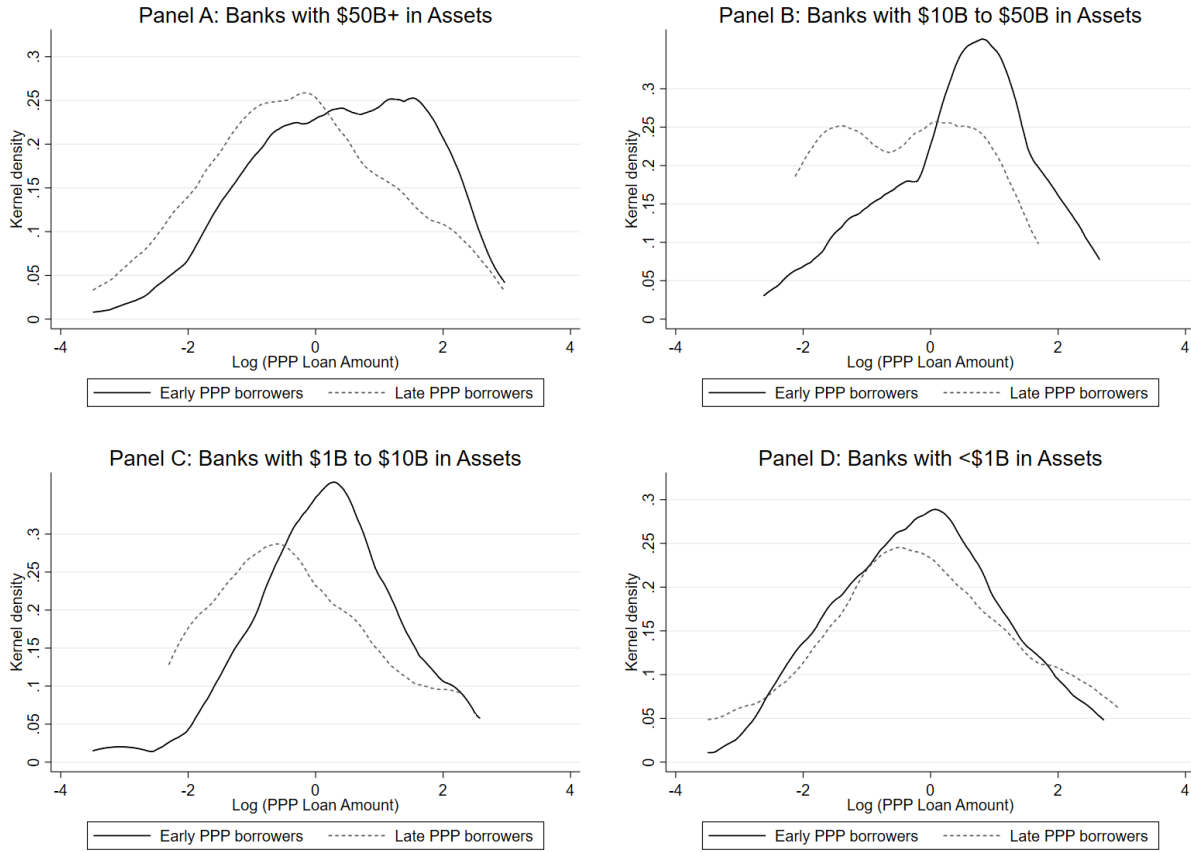 Panel A: Banks with $50B+ in Assets
Kernel density
.3
.25
.2
.15
.1
.05
0
-4 -2 0 2 4
Log (PPP Loan Amount)
Early PPP borrowers Late PPP borrowers
Panel B: Banks with $10B to $50B in Assets
Kernel density
.3
.25
.2
.15
.1
.05
0
-4 -2 0 2 4
Log (PPP Loan Amount)
Early PPP borrowers Late PPP borrowers
Panel C: Banks with $1B to $10B in Assets
Kernel density
.3
.25
.2
.15
.1
.05
0
-4 -2 0 2 4
Log (PPP Loan Amount)
Early PPP borrowers Late PPP borrowers
Panel D: Banks with <$1B in Assets
Kernel density
.3
.25
.2
.15
.1
.05
0
-4 -2 0 2 4
Log (PPP Loan Amount)
Early PPP borrowers Late PPP borrowers